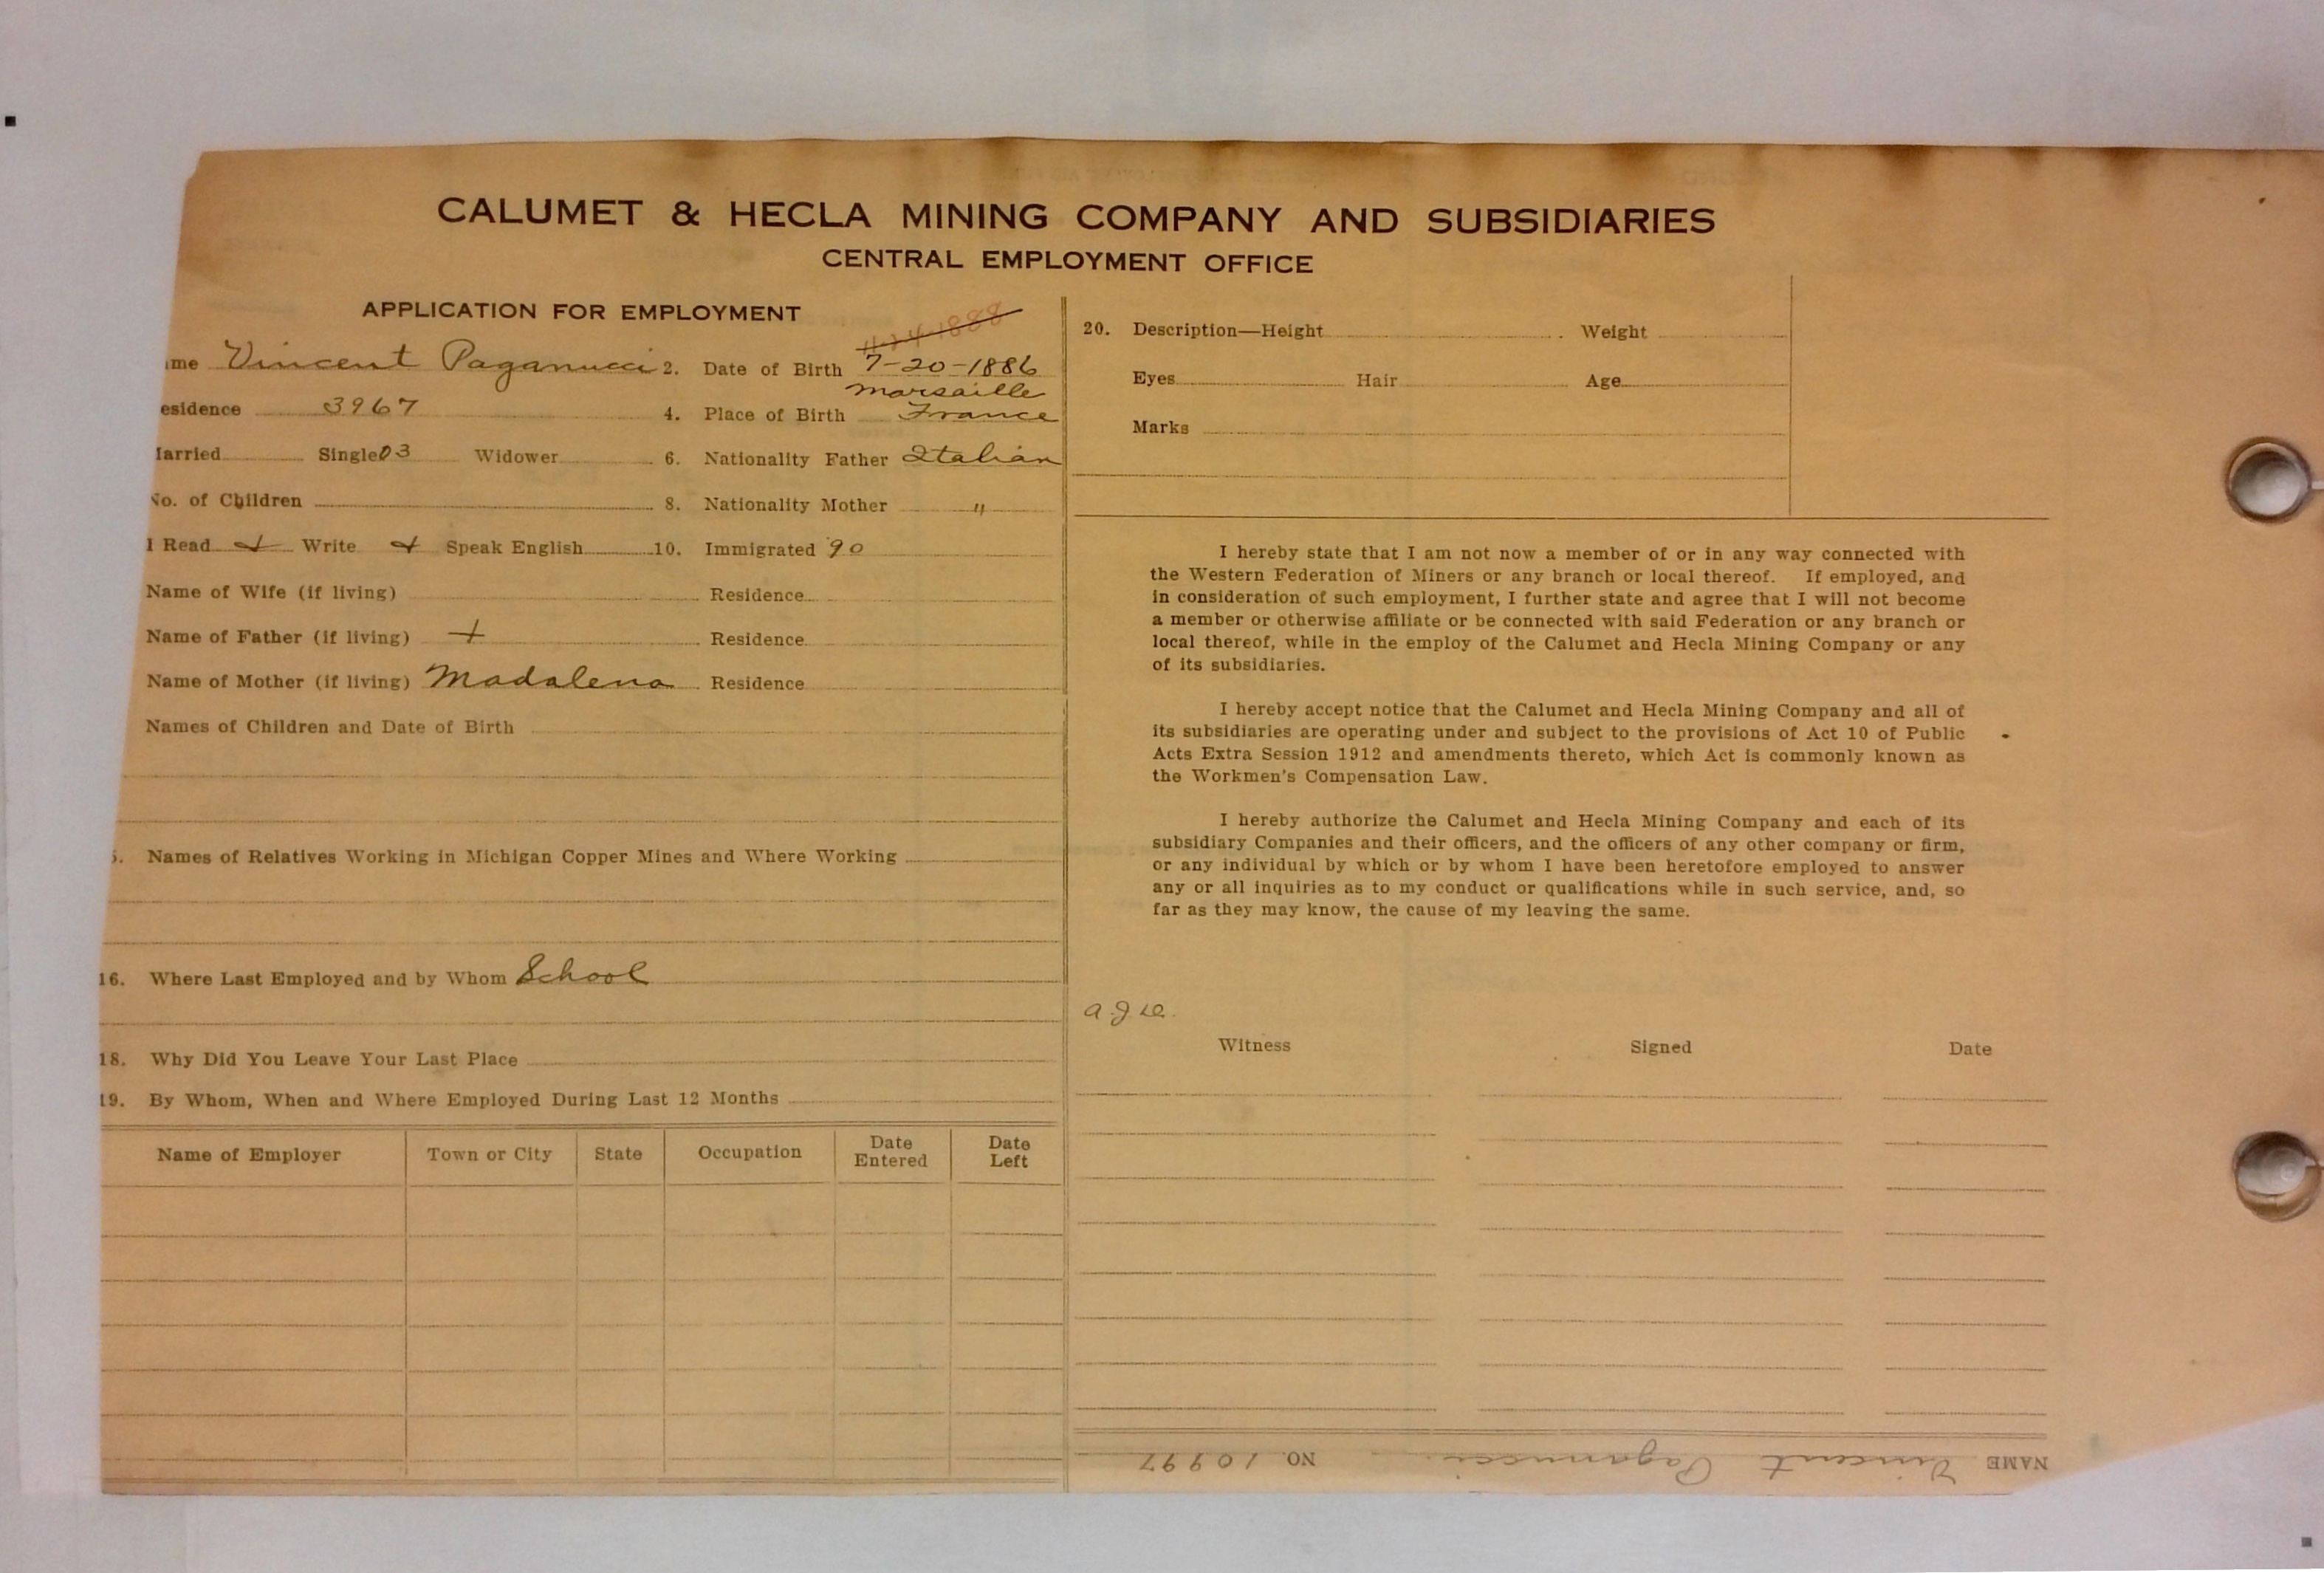 CALUMET & HECLA MINING COMPANY AND SUBSIDIARIES
CENTRAL EMPLOYMENT OFFICE
APPLICATION FOR EMPLOYMENT
1888
ame Vincent Paganucci 2. Date of Birth 7-20-1886
Marsaille
esidence 3967 4. Place of Birth France
arried Single 03 Widower 6. Nationality Father Italian
No. of Children 8. Nationality Mother "
I Read Write Speak English 10. Immigrated 90
Name of Wife (if living) Residence
Name of Father (if living) + Residence
Name of Mother (if living) Madalena Residence
Names of Children and Date of Birth
5. Names of Relatives Working in Michigan Copper Mines and Where Working
16. Where Last Employed and by Whom School
18. Why Did You Leave Your Last Place
19. By Whom, When and Where Employed During Last 12 Months
Name of Employer Town or City State Occupation Date Entered Date Left
20. Description—Height Weight
Eyes Hair Age
Marks
I hereby state that I am not now a member of or in any way connected with
the Western Federation of Miners or any branch or local thereof. If employed, and
in consideration of such employment, I further state and agree that I will not become
a member or otherwise affiliate or be connected with said Federation or any branch or
local thereof, while in the employ of the Calumet and Hecla Mining Company or any
of its subsidiaries.
I hereby accept notice that the Calumet and Hecla Mining Company and all of
its subsidiaries are operating under and subject to the provisions of Act 10 of Public
Acts Extra Session 1912 and amendments thereto, which Act is commonly known as
the Workmen's Compensation Law.
I hereby authorize the Calumet and Hecla Mining Company and each of its
subsidiary Companies and their officers, and the officers of any other company or firm,
or any individual by which or by whom I have been heretofore employed to answer
any or all inquiries as to my conduct or qualifications while in such service, and, so
far as they may know, the cause of my leaving the same.
Witness Signed Date
NAME Vincent Paganucci NO. 10997